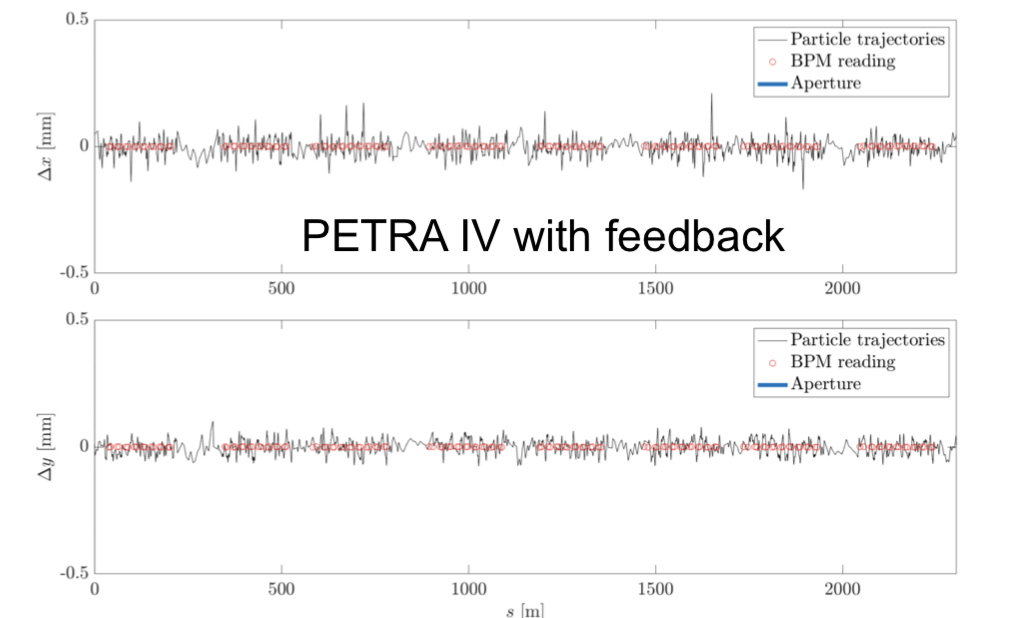 0.5
Particle trajectories
BPM reading
Aperture
Δx [mm]
0
PETRA IV with feedback
-0.5
0 500 1000 1500 2000
0.5
Particle trajectories
BPM reading
Aperture
Δy [mm]
0
-0.5
0 500 1000 1500 2000
s [m]